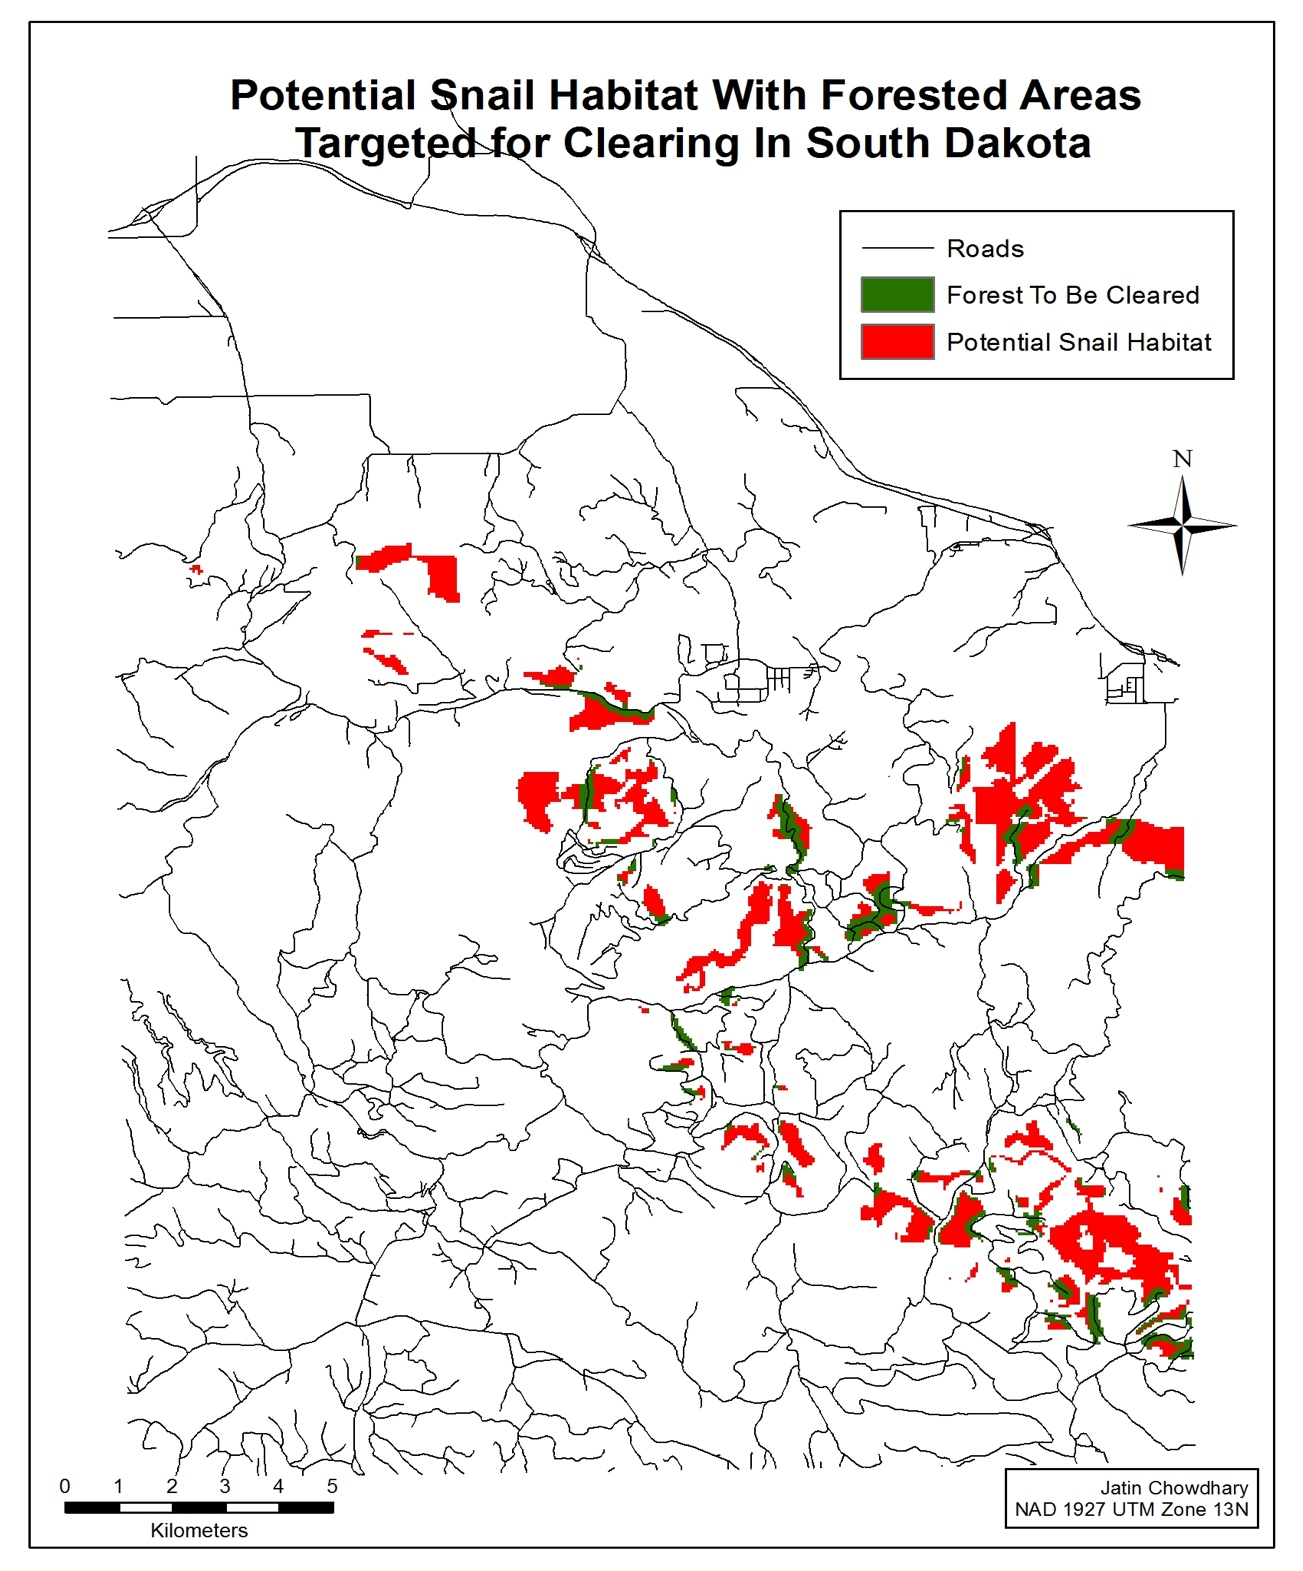 Potential Snail Habitat With Forested Areas
Targeted for Clearing In South Dakota
Roads
Forest To Be Cleared
Potential Snail Habitat
N
0 1 2 3 4 5
Kilometers
Jatin Chowdhary
NAD 1927 UTM Zone 13N